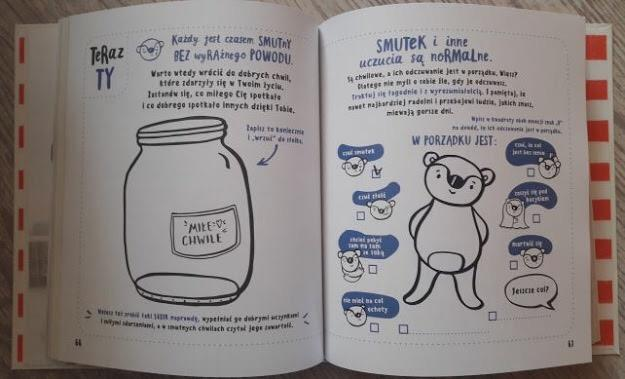 TERAZ
TY
Każdy jest czasem SMUTNY
BEZ wyRAźnego POWODU.
Warto wtedy wrócić do dobrych chwil,
które zdarzyły się w Twoim życiu.
Zastanów się, co miłego Cię spotkało
i co dobrego spotkało innych dzięki Tobie.
Zapisz to koniecznie
i „wrzuć” do słoika.
MIŁE
CHWILE
Możesz też zrobić taki SŁOIK naprawdę, wypełniać go dobrymi uczynkami
i miłymi zdarzeniami, a w smutnych chwilach czytać jego zawartość.
66
SMUTEK i inne
uczucia są noRMALne.
Są chwilowe, a ich odczuwanie jest w porządku. Wiesz?
Dlatego nie myśl o sobie źle, gdy je odczuwasz.
Traktuj się łagodnie i z wyrozumiałością. I pamiętaj, że
nawet najbardziej radośni i przebojowi ludzie, jakich znasz,
miewają gorsze dni.
Wpisz w kwadraty obok emocji znak „X”
na dowód, że ich odczuwanie jest w porządku.
W PORZĄDKU JEST:
czuć smutek
czuć złość
chcieć pobyć
sam na sam
ze sobą
nie mieć na coś
ochoty
czuć, że coś
jest bez sensu
zaszyć się pod
kocykiem
martwić się
Jeszcze coś?
67